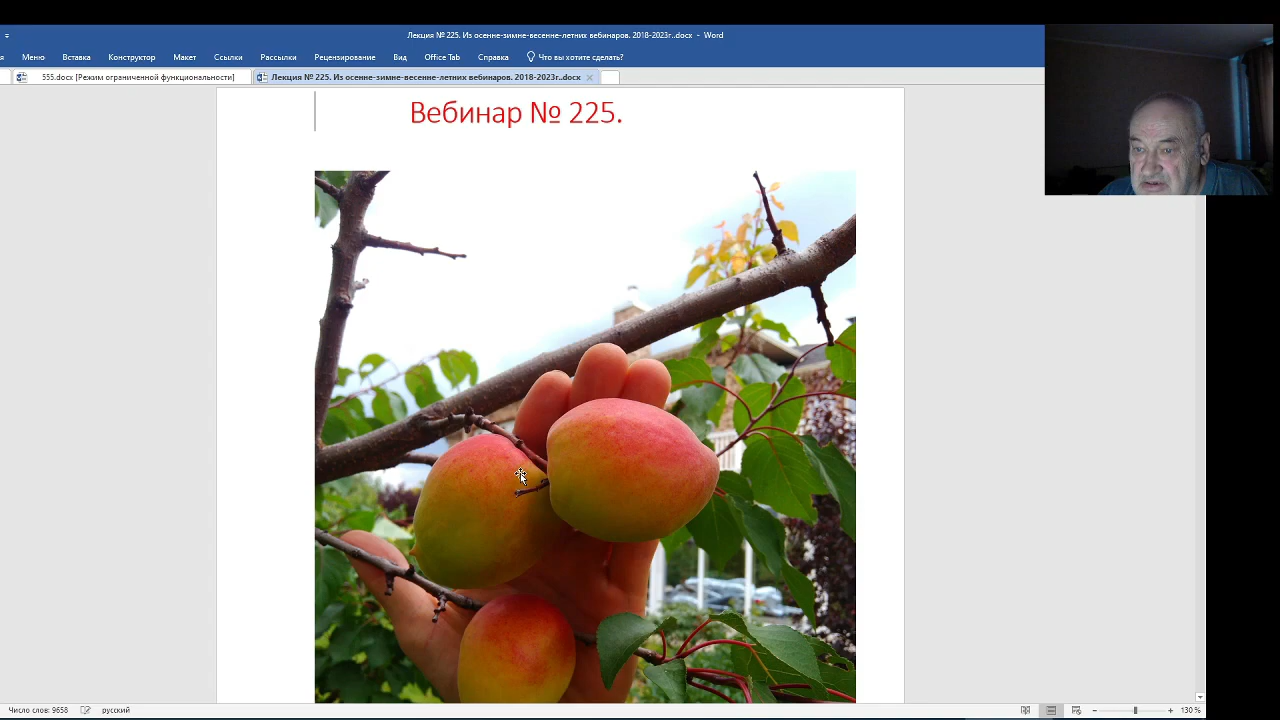 Лекция № 225. Из осенне-зимне-весенне-летних вебинаров. 2018-2023г..docx - Word
Меню Вставка Конструктор Макет Ссылки Рассылки Рецензирование Вид Office Tab Справка Что вы хотите сделать?
555.docx [Режим ограниченной функциональности] Лекция № 225. Из осенне-зимне-весенне-летних вебинаров. 2018-2023г..docx
Вебинар № 225.
Число слов: 9658 русский 130 %